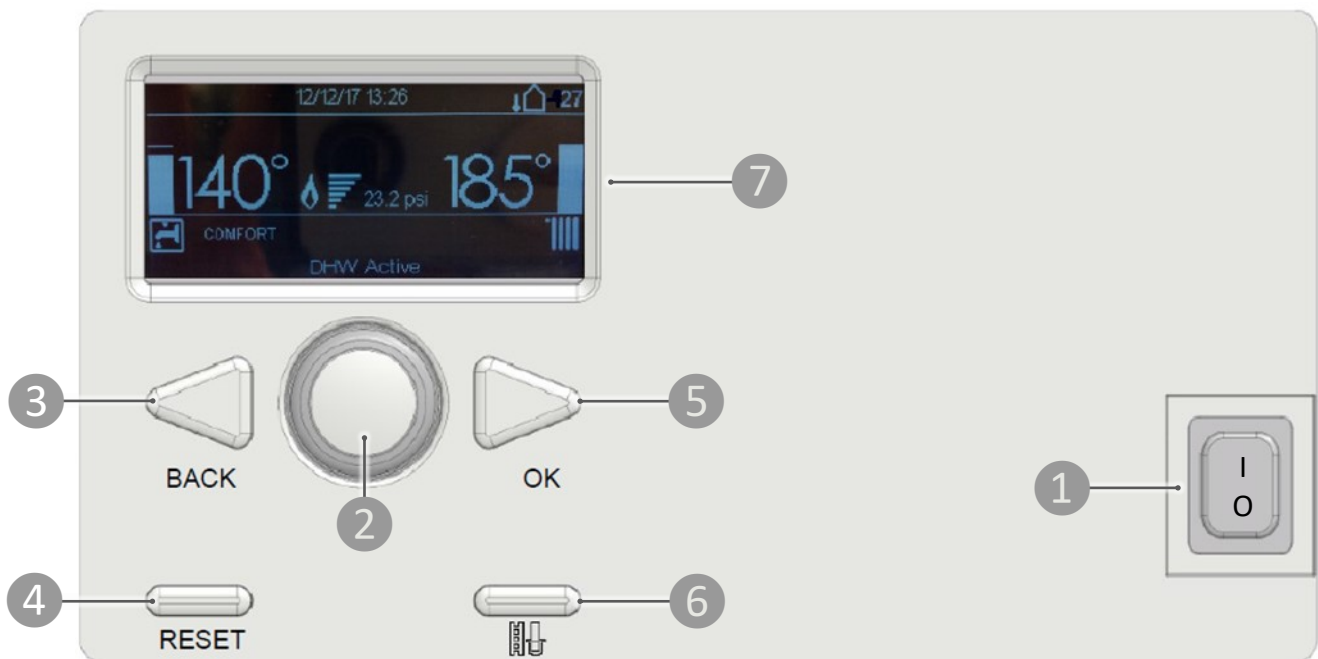 12/12/17 13:26
-27
140° 23.2 psi 185°
COMFORT
DHW Active
7
3
5
BACK
OK
2
1
I
O
4
6
RESET